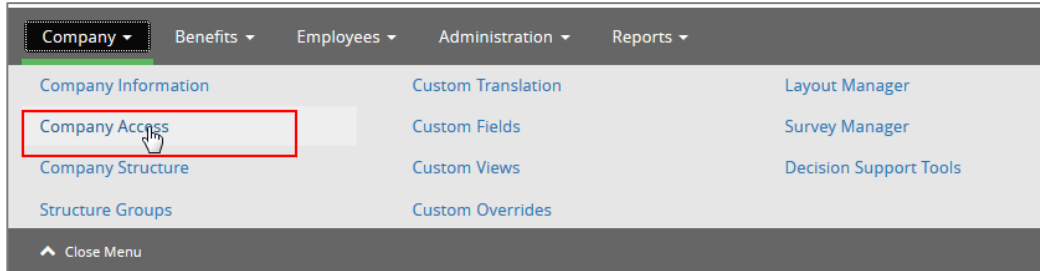 Company Benefits Employees Administration Reports
Company Information Custom Translation Layout Manager
Company Access Custom Fields Survey Manager
Company Structure Custom Views Decision Support Tools
Structure Groups Custom Overrides
Close Menu